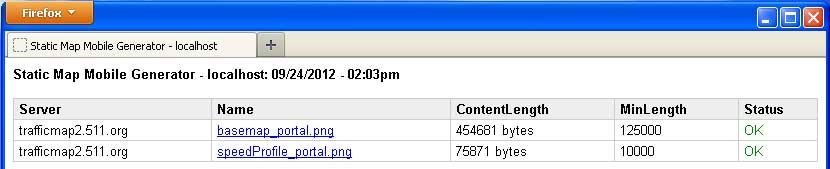 Firefox
Static Map Mobile Generator - localhost
Static Map Mobile Generator - localhost: 09/24/2012 - 02:03pm
Server Name ContentLength MinLength Status
trafficmap2.511.org basemap_portal.png 454681 bytes 125000 OK
trafficmap2.511.org speedProfile_portal.png 75871 bytes 10000 OK